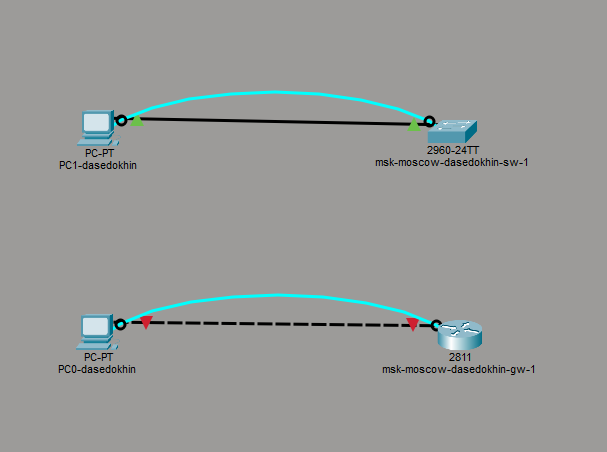 PC-PT
PC1-dasedokhin
2960-24TT
msk-moscow-dasedokhin-sw-1
PC-PT
PC0-dasedokhin
2811
msk-moscow-dasedokhin-gw-1